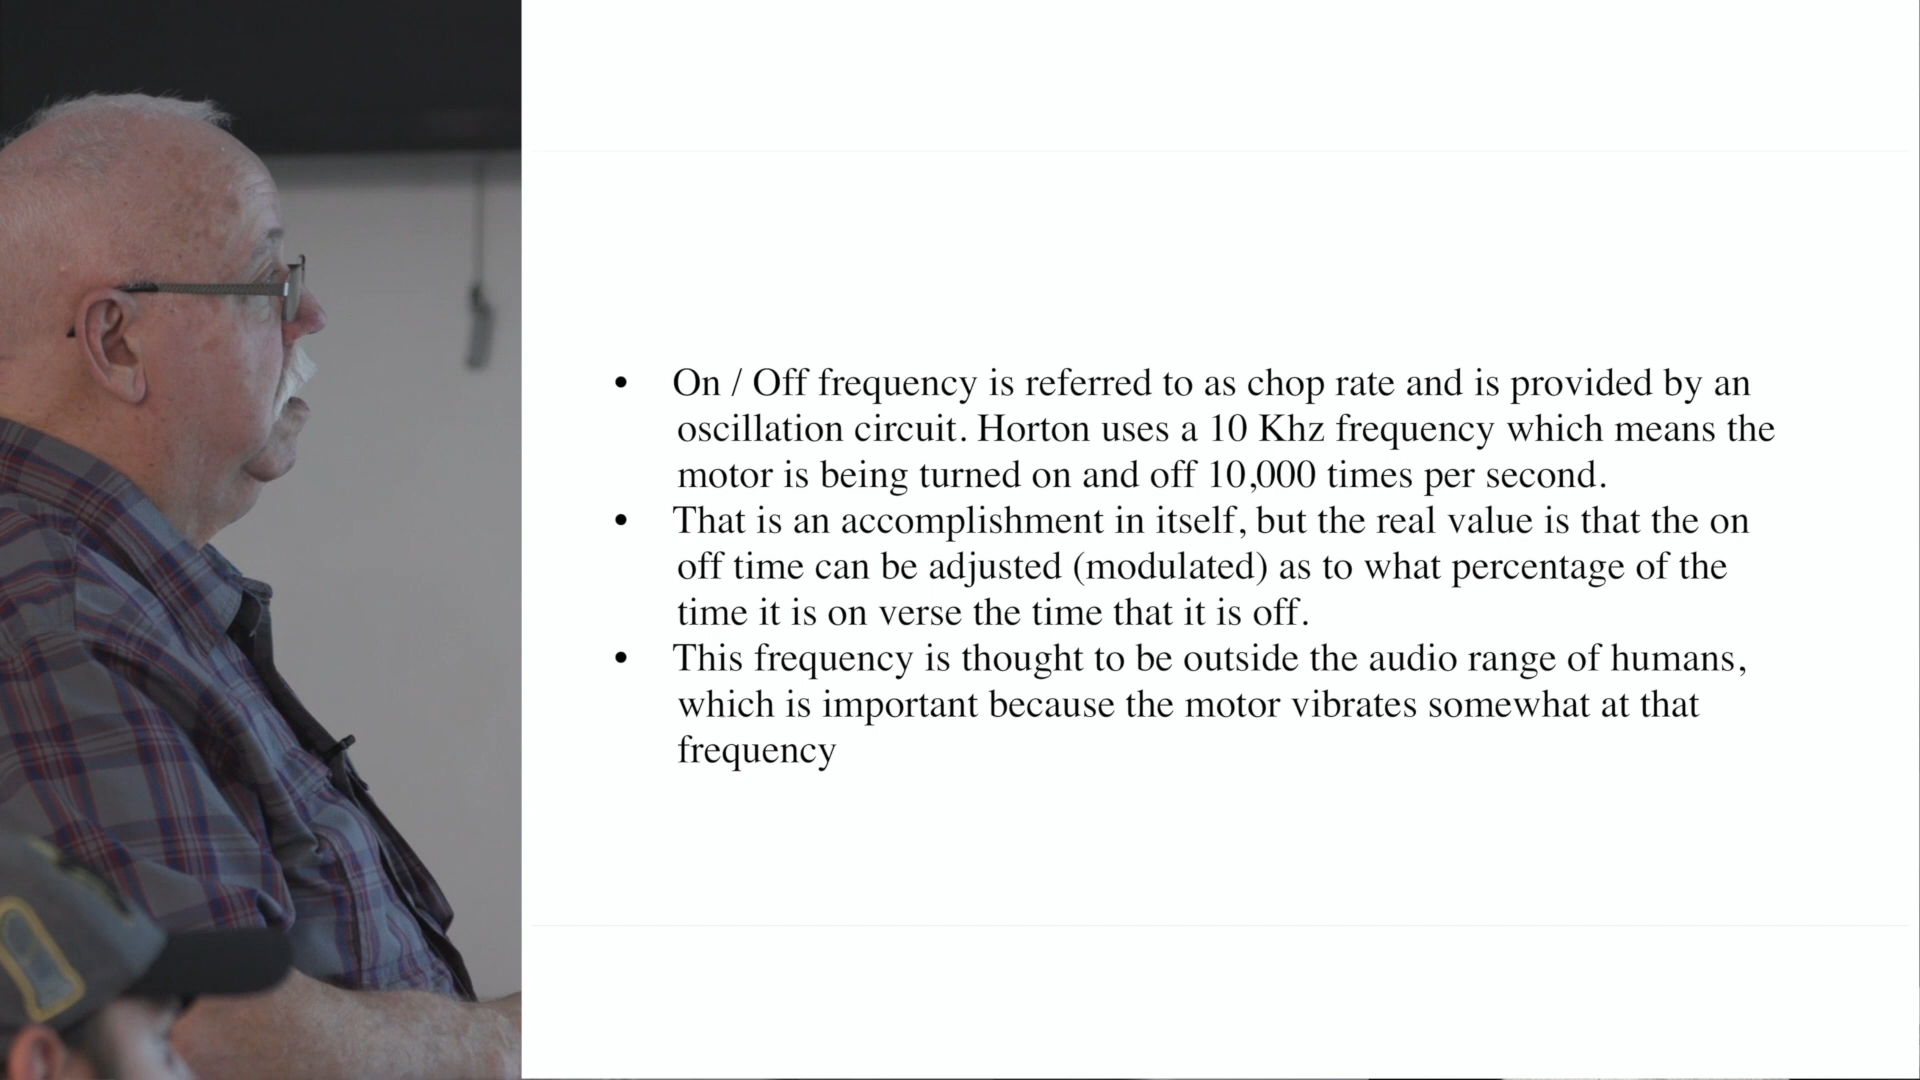 • On / Off frequency is referred to as chop rate and is provided by an
oscillation circuit. Horton uses a 10 Khz frequency which means the
motor is being turned on and off 10,000 times per second.
• That is an accomplishment in itself, but the real value is that the on
off time can be adjusted (modulated) as to what percentage of the
time it is on verse the time that it is off.
• This frequency is thought to be outside the audio range of humans,
which is important because the motor vibrates somewhat at that
frequency